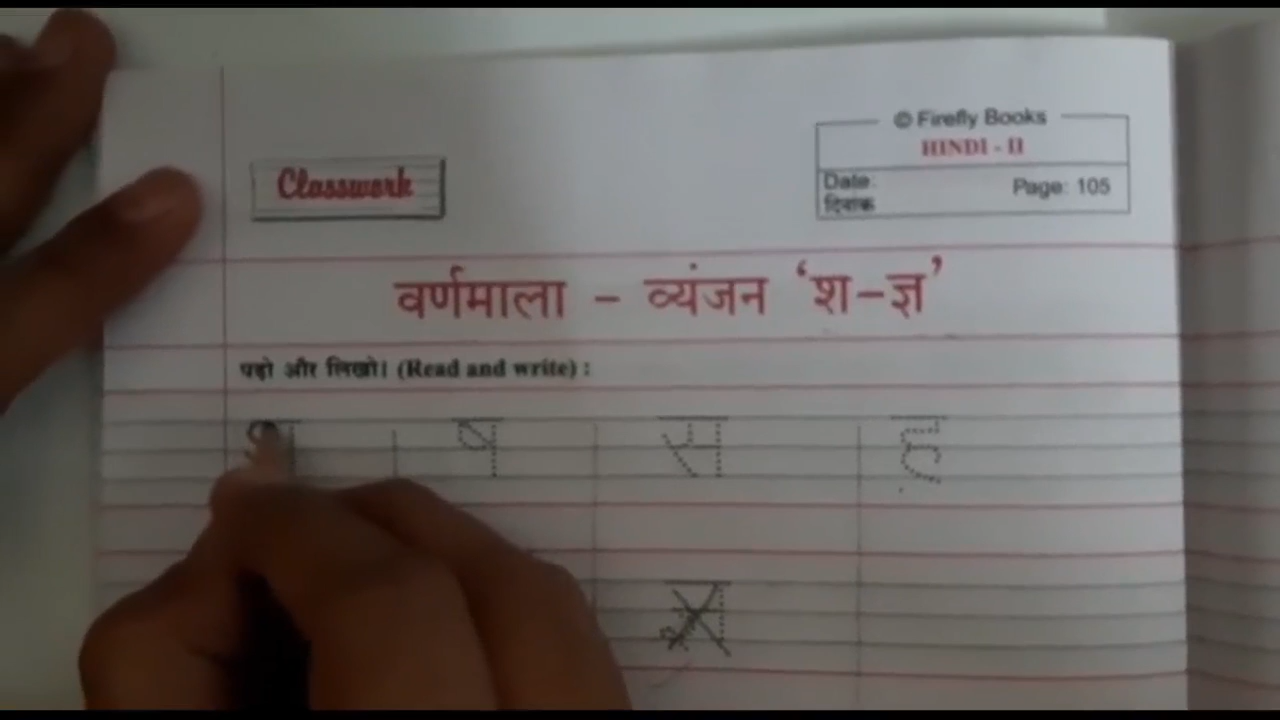 © Firefly Books
HINDI - II
Classwork
Date:
Page: 105
दिनांक
वर्णमाला - व्यंजन ‘श-ज्ञ’
पढ़ो और लिखो। (Read and write) :
श ष स ह